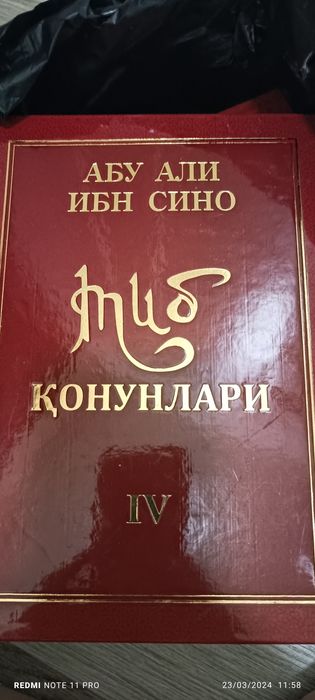 АБУ АЛИ
ИБН СИНО
тиб
ҚОНУНЛАРИ
IV
REDMI NOTE 11 PRO
23/03/2024 11:58